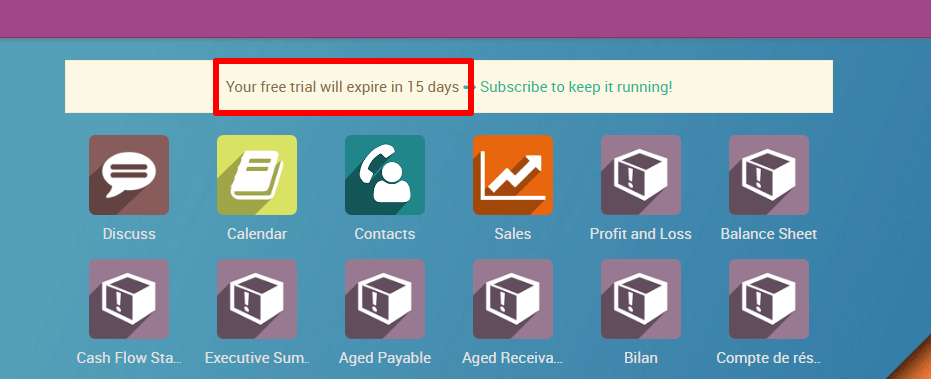 Your free trial will expire in 15 days • • Subscribe to keep it running!
Discuss Calendar Contacts Sales Profit and Loss Balance Sheet
Cash Flow Sta... Executive Sum.. Aged Payable Aged Receiva... Bilan Compte de rés..